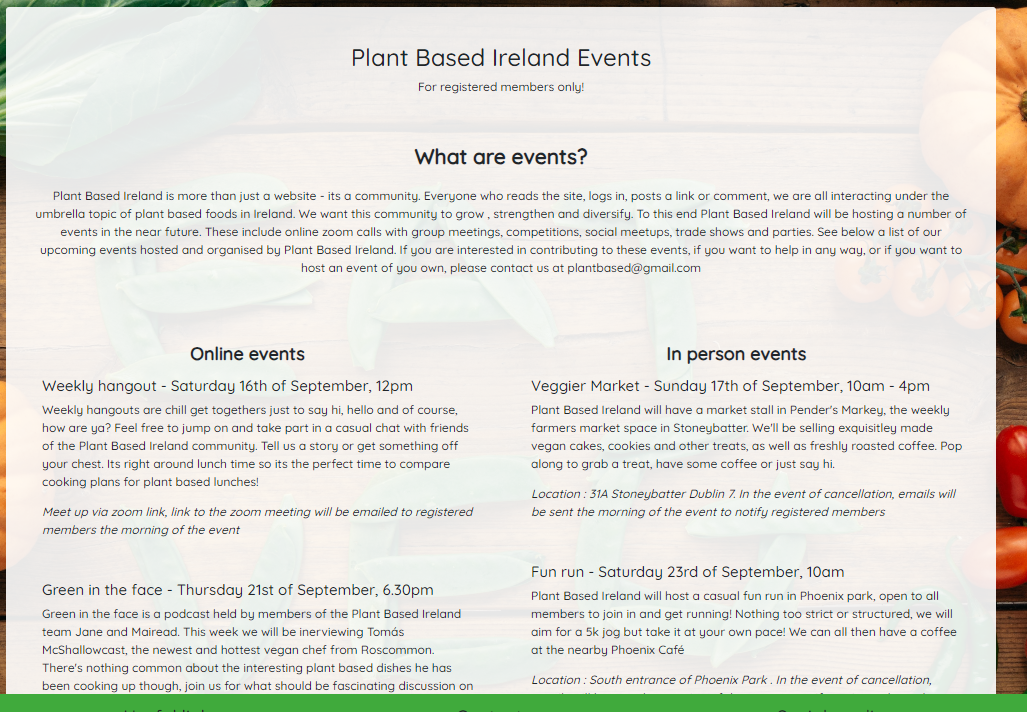 Plant Based Ireland Events
For registered members only!
What are events?
Plant Based Ireland is more than just a website - its a community. Everyone who reads the site, logs in, posts a link or comment, we are all interacting under the
umbrella topic of plant based foods in Ireland. We want this community to grow , strengthen and diversify. To this end Plant Based Ireland will be hosting a number of
events in the near future. These include online zoom calls with group meetings, competitions, social meetups, trade shows and parties. See below a list of our
upcoming events hosted and organised by Plant Based Ireland. If you are interested in contributing to these events, if you want to help in any way, or if you want to
host an event of you own, please contact us at plantbased@gmail.com
Online events
Weekly hangout - Saturday 16th of September, 12pm
Weekly hangouts are chill get togethers just to say hi, hello and of course,
how are ya? Feel free to jump on and take part in a casual chat with friends
of the Plant Based Ireland community. Tell us a story or get something off
your chest. Its right around lunch time so its the perfect time to compare
cooking plans for plant based lunches!
Meet up via zoom link, link to the zoom meeting will be emailed to registered
members the morning of the event
Green in the face - Thursday 21st of September, 6.30pm
Green in the face is a podcast held by members of the Plant Based Ireland
team Jane and Mairead. This week we will be inerviewing Tomás
McShallowcast, the newest and hottest vegan chef from Roscommon.
There's nothing common about the interesting plant based dishes he has
been cooking up though, join us for what should be fascinating discussion on
In person events
Veggier Market - Sunday 17th of September, 10am - 4pm
Plant Based Ireland will have a market stall in Pender's Markey, the weekly
farmers market space in Stoneybatter. We'll be selling exquisitley made
vegan cakes, cookies and other treats, as well as freshly roasted coffee. Pop
along to grab a treat, have some coffee or just say hi.
Location : 31A Stoneybatter Dublin 7. In the event of cancellation, emails will
be sent the morning of the event to notify registered members
Fun run - Saturday 23rd of September, 10am
Plant Based Ireland will host a casual fun run in Phoenix park, open to all
members to join in and get running! Nothing too strict or structured, we will
aim for a 5k jog but take it at your own pace! We can all then have a coffee
at the nearby Phoenix Café
Location : South entrance of Phoenix Park . In the event of cancellation,